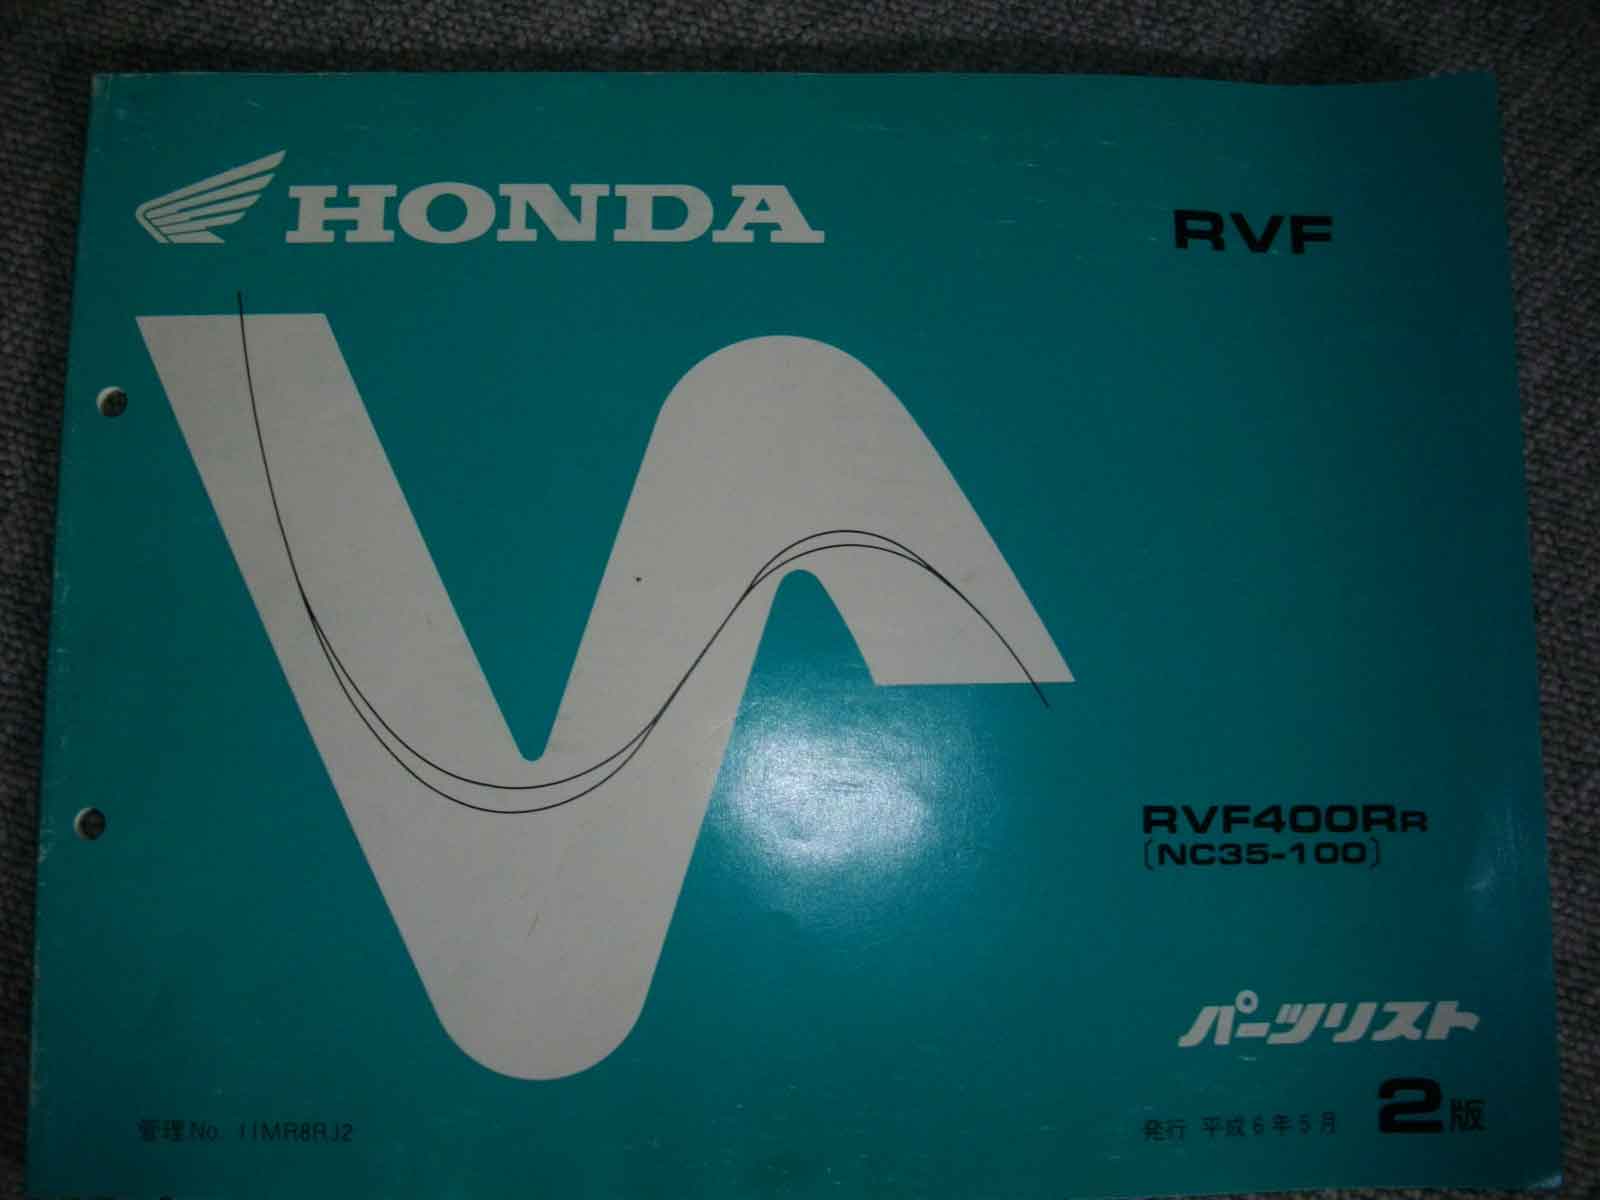 HONDA
RVF
RVF400RR
[NC35-100]
パーツリスト
管理No. 11MR8RJ2
発行 平成6年5月 2版